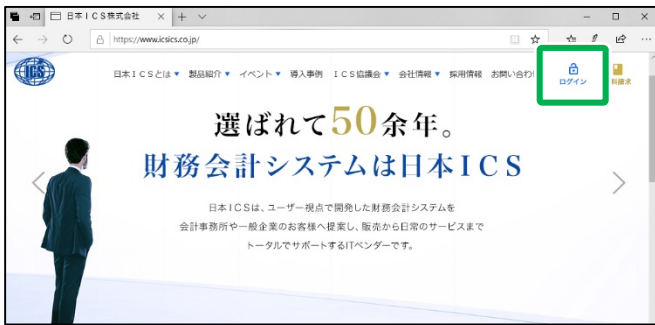 日本ICS株式会社
https://www.icsics.co.jp/
ICS
日本ICSとは 製品紹介 イベント 導入事例 ICS協議会 会社情報 採用情報 お問い合わ
ログイン
料請求
選ばれて50余年。
財務会計システムは日本ICS
日本ICSは、ユーザー視点で開発した財務会計システムを
会計事務所や一般企業のお客様へ提案し、販売から日常のサービスまで
トータルでサポートするITベンダーです。